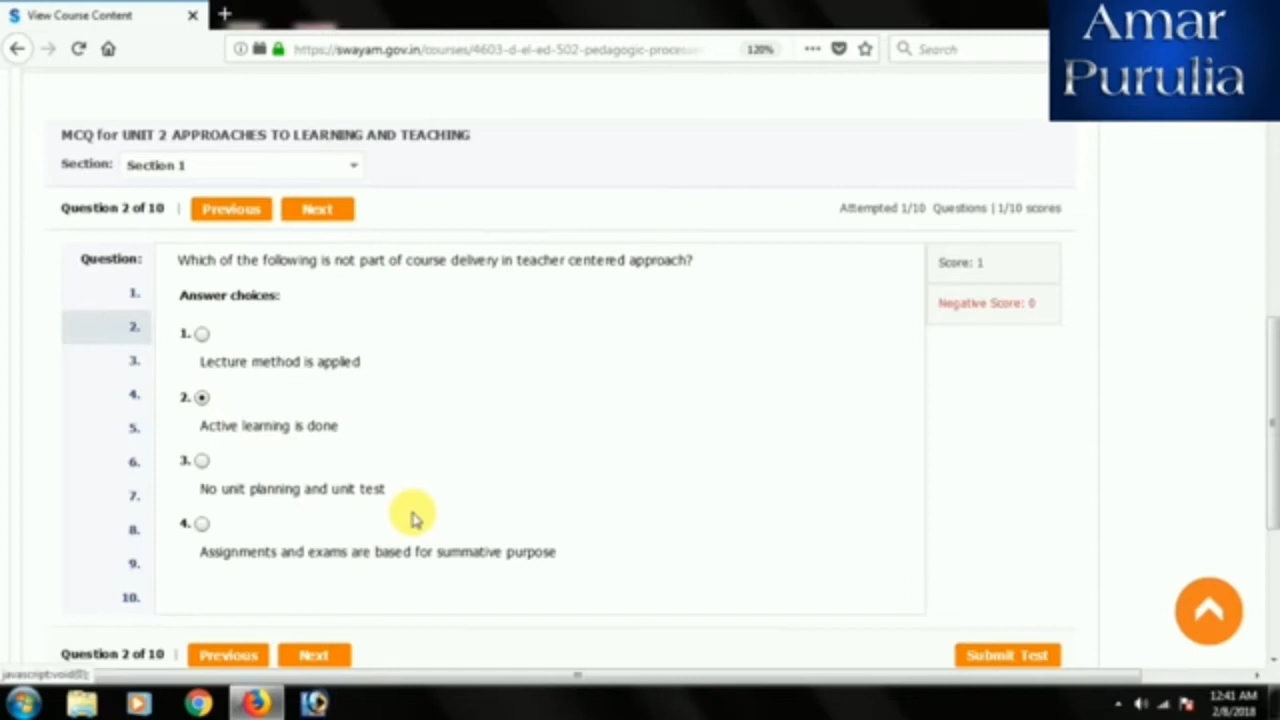 View Course Content
Amar
Purulia
https://swayam.gov.in/courses/4603-d-el-ed-502-pedagogic-processes
120%
Search
MCQ for UNIT 2 APPROACHES TO LEARNING AND TEACHING
Section: Section 1
Question 2 of 10 | Previous Next
Attempted 1/10 Questions | 1/10 scores
Question:
1.
2.
3.
4.
5.
6.
7.
8.
9.
10.
Which of the following is not part of course delivery in teacher centered approach?
Answer choices:
1.
Lecture method is applied
2.
Active learning is done
3.
No unit planning and unit test
4.
Assignments and exams are based for summative purpose
Score: 1
Negative Score: 0
Question 2 of 10 | Previous Next
Submit Test
javascript:void(0);
12:41 AM
2/8/2018